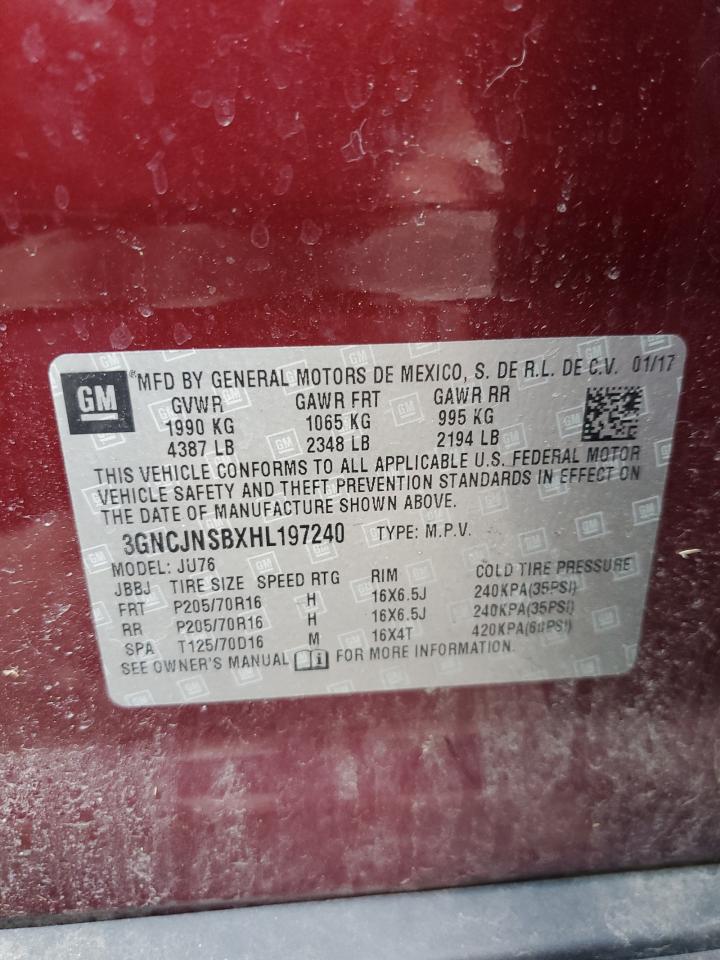 GM ® MFD BY GENERAL MOTORS DE MEXICO, S. DE R.L. DE C.V. 01/17
GVWR GAWR FRT GAWR RR
1990 KG 1065 KG 995 KG
4387 LB 2348 LB 2194 LB
THIS VEHICLE CONFORMS TO ALL APPLICABLE U.S. FEDERAL MOTOR
VEHICLE SAFETY AND THEFT PREVENTION STANDARDS IN EFFECT ON
THE DATE OF MANUFACTURE SHOWN ABOVE.
3GNCJNSBXHL197240 TYPE: M.P.V.
MODEL: JU76
JBBJ TIRE SIZE SPEED RTG RIM COLD TIRE PRESSURE
FRT P205/70R16 H 16X6.5J 240KPA(35PSI)
RR P205/70R16 H 16X6.5J 240KPA(35PSI)
SPA T125/70D16 M 16X4T 420KPA(60PSI)
SEE OWNER'S MANUAL FOR MORE INFORMATION.